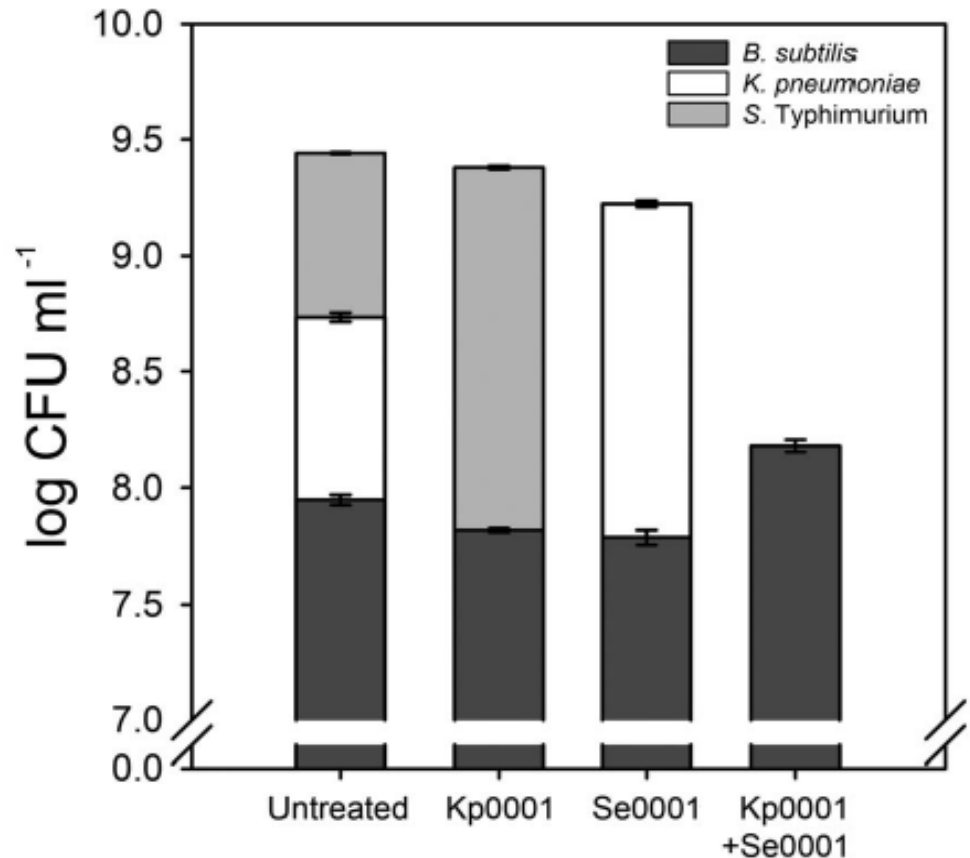 10.0
B. subtilis
K. pneumoniae
S. Typhimurium
9.5
9.0
8.5
8.0
7.5
7.0
0.0
log CFU ml⁻¹
Untreated Kp0001 Se0001 Kp0001
+Se0001